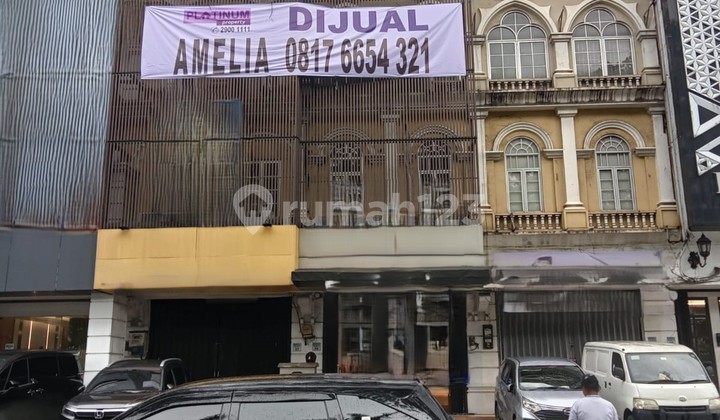 PLATINUM
property
2900 1111
DIJUAL
AMELIA 0817 6654 321
rumah123